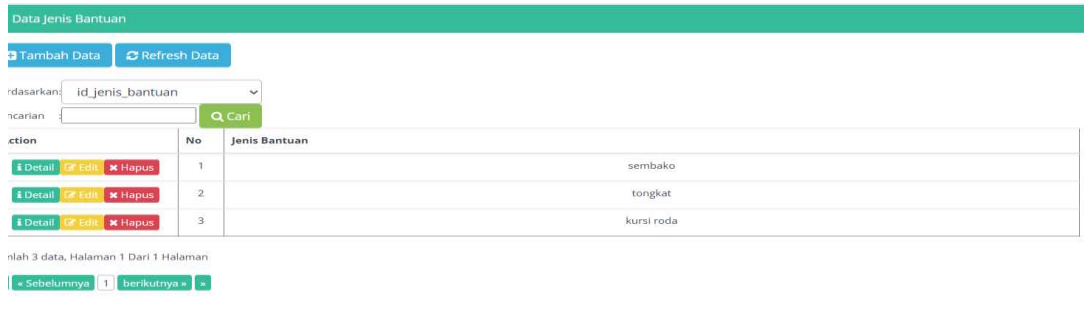 Data Jenis Bantuan
Tambah Data Refresh Data
rdasarkan: id_jenis_bantuan
ncarian : Cari
ction No Jenis Bantuan
Detail Edit Hapus 1 sembako
Detail Edit Hapus 2 tongkat
Detail Edit Hapus 3 kursi roda
mlah 3 data, Halaman 1 Dari 1 Halaman
« Sebelumnya 1 berikutnya » »